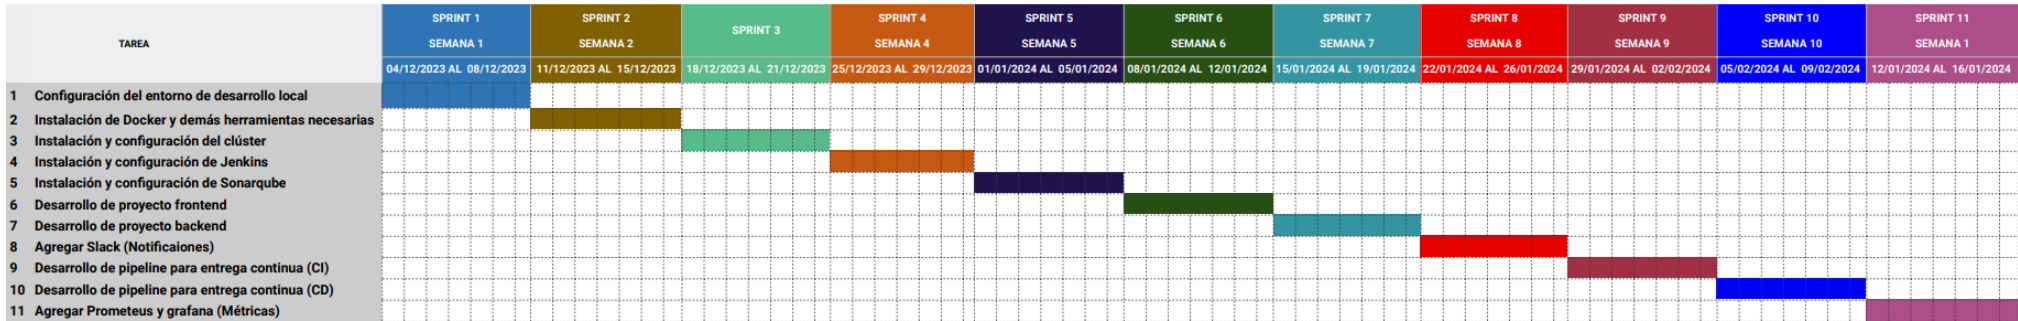 TAREA
SPRINT 1
SEMANA 1
04/12/2023 AL 08/12/2023
SPRINT 2
SEMANA 2
11/12/2023 AL 15/12/2023
SPRINT 3
18/12/2023 AL 21/12/2023
SPRINT 4
SEMANA 4
25/12/2023 AL 29/12/2023
SPRINT 5
SEMANA 5
01/01/2024 AL 05/01/2024
SPRINT 6
SEMANA 6
08/01/2024 AL 12/01/2024
SPRINT 7
SEMANA 7
15/01/2024 AL 19/01/2024
SPRINT 8
SEMANA 8
22/01/2024 AL 26/01/2024
SPRINT 9
SEMANA 9
29/01/2024 AL 02/02/2024
SPRINT 10
SEMANA 10
05/02/2024 AL 09/02/2024
SPRINT 11
SEMANA 1
12/01/2024 AL 16/01/2024
1 Configuración del entorno de desarrollo local
2 Instalación de Docker y demás herramientas necesarias
3 Instalación y configuración del clúster
4 Instalación y configuración de Jenkins
5 Instalación y configuración de Sonarqube
6 Desarrollo de proyecto frontend
7 Desarrollo de proyecto backend
8 Agregar Slack (Notificaiones)
9 Desarrollo de pipeline para entrega continua (CI)
10 Desarrollo de pipeline para entrega continua (CD)
11 Agregar Prometeus y grafana (Métricas)